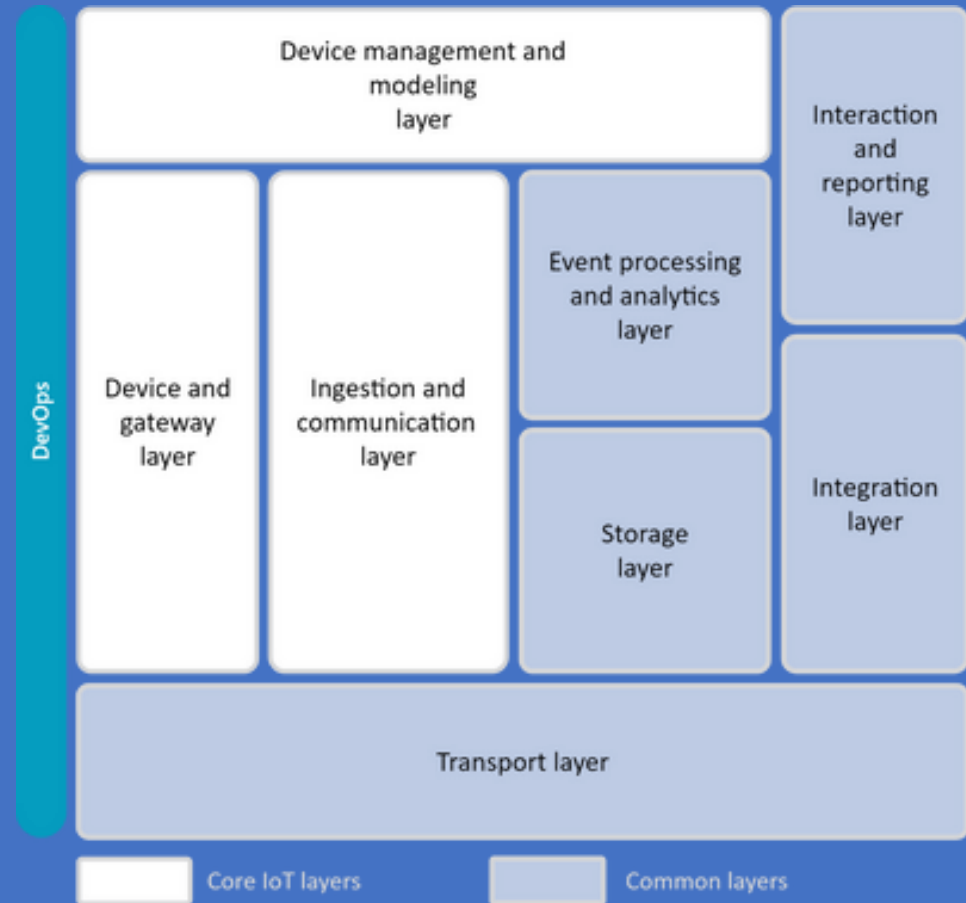 DevOps
Device management and
modeling
layer
Interaction
and
reporting
layer
Device and
gateway
layer
Ingestion and
communication
layer
Event processing
and analytics
layer
Storage
layer
Integration
layer
Transport layer
Core IoT layers
Common layers